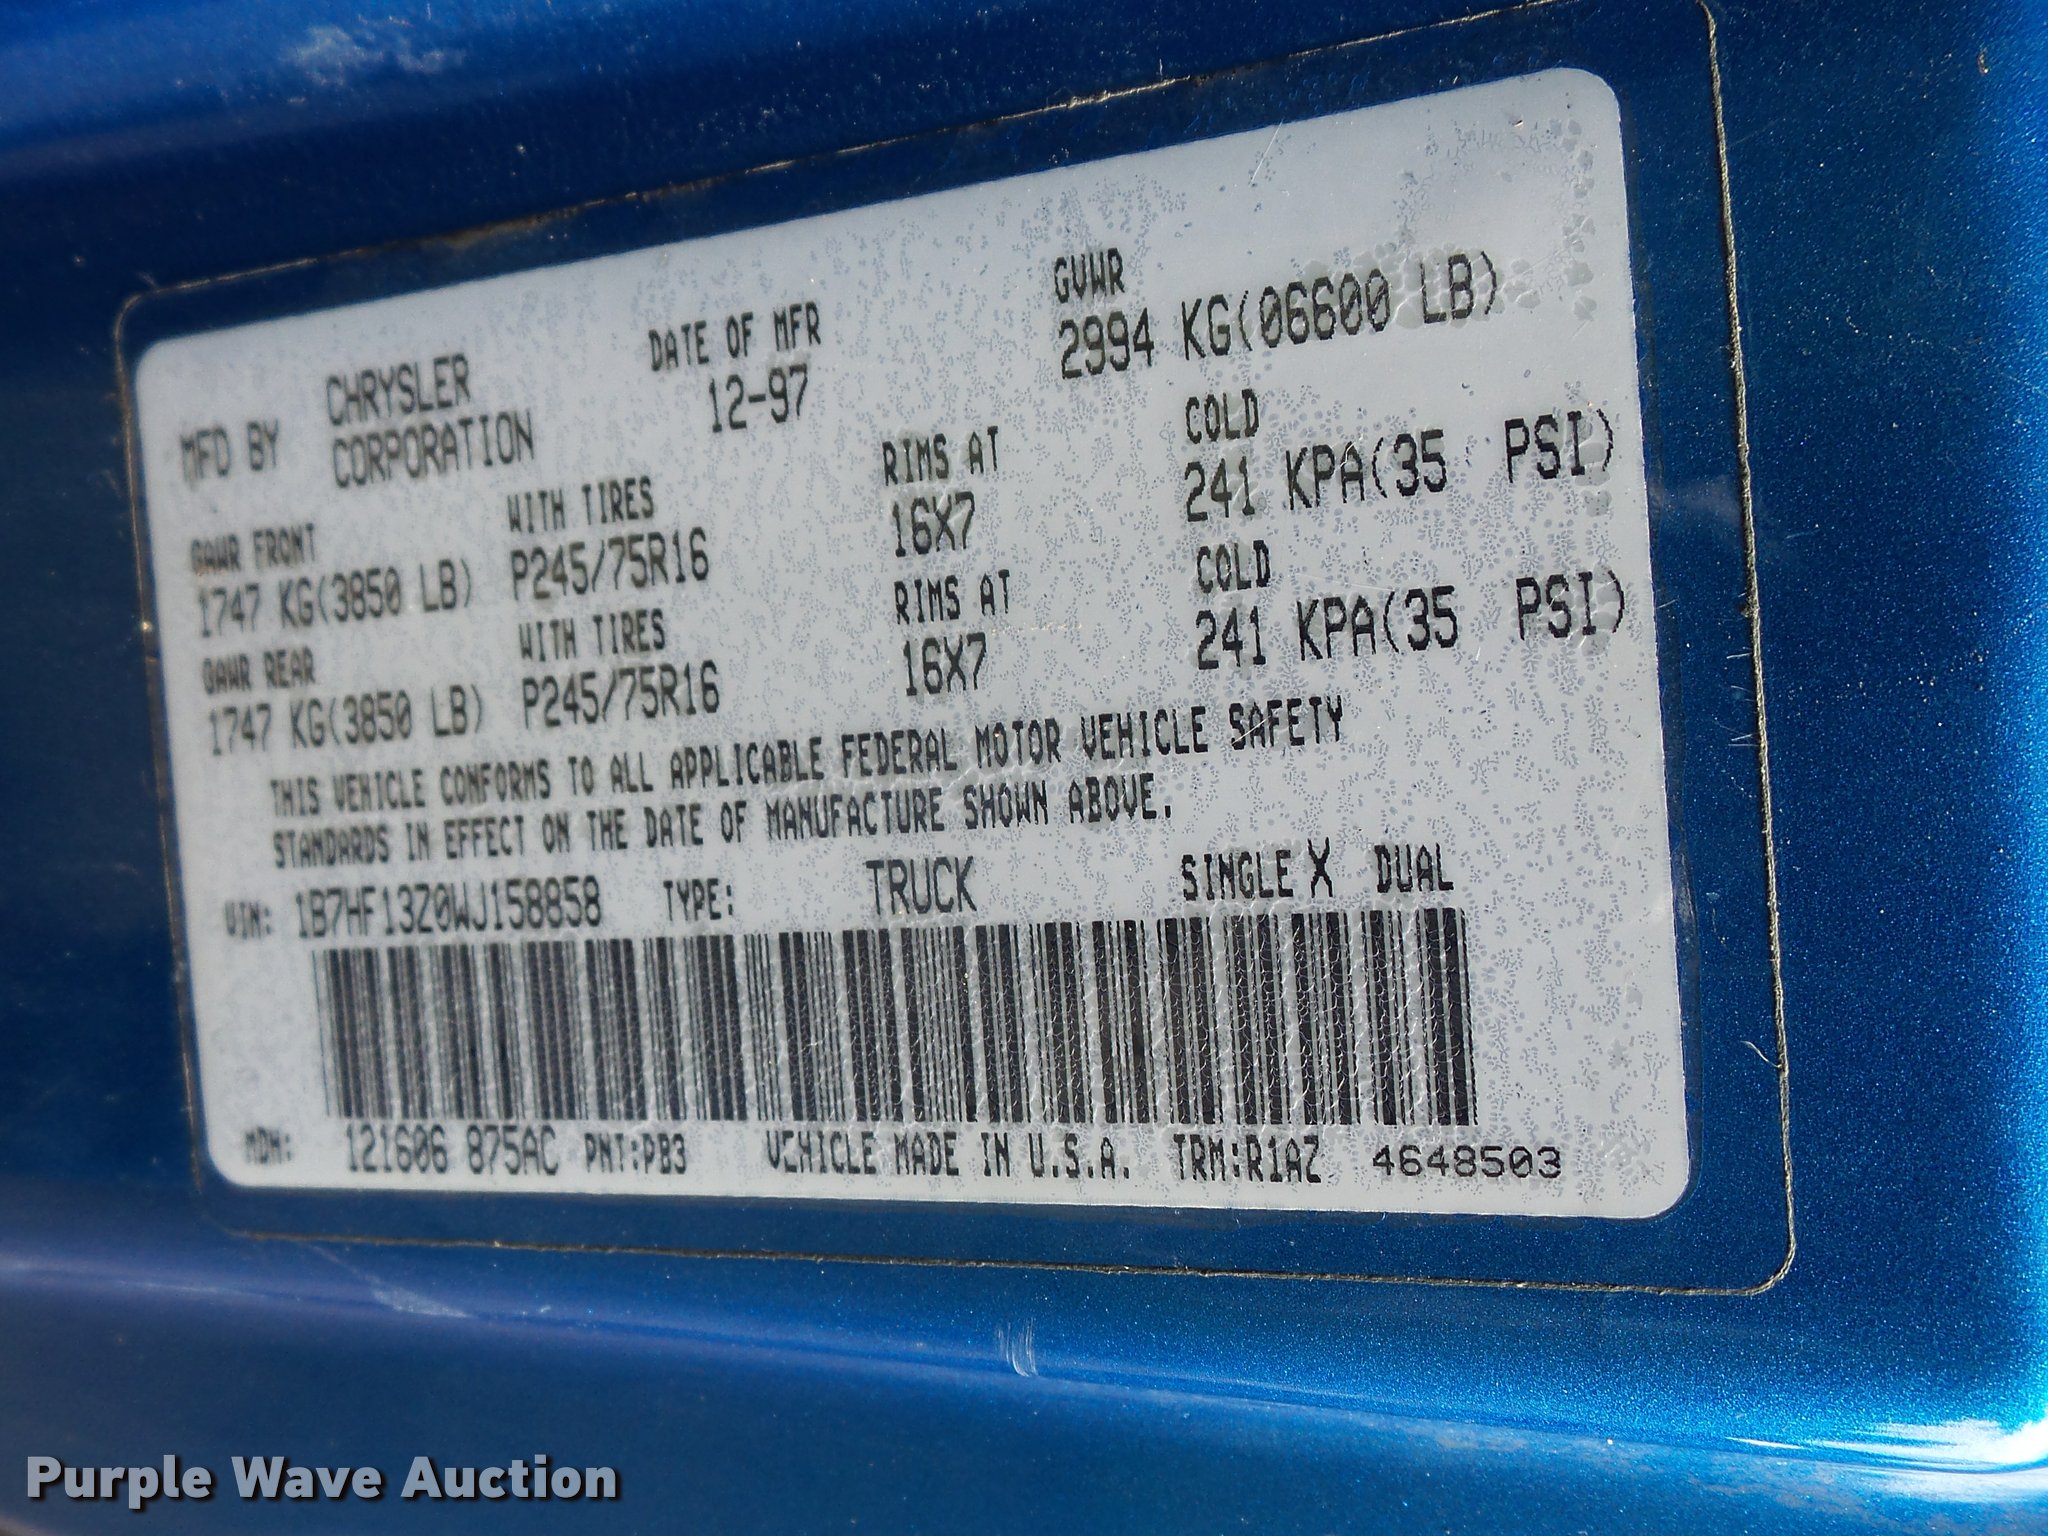 MFD BY CHRYSLER CORPORATION DATE OF MFR 12-97 GVWR 2994 KG(06600 LB)
GAWR FRONT WITH TIRES RIMS AT COLD
1747 KG(3850 LB) P245/75R16 16X7 241 KPA(35 PSI)
GAWR REAR WITH TIRES RIMS AT COLD
1747 KG(3850 LB) P245/75R16 16X7 241 KPA(35 PSI)
THIS VEHICLE CONFORMS TO ALL APPLICABLE FEDERAL MOTOR VEHICLE SAFETY
STANDARDS IN EFFECT ON THE DATE OF MANUFACTURE SHOWN ABOVE.
VIN: 1B7HF13Z0WJ158858 TYPE: TRUCK SINGLE X DUAL
MDH: 121606 875AC PNT:PB3 VEHICLE MADE IN U.S.A. TRM:R1AZ 4648503
Purple Wave Auction